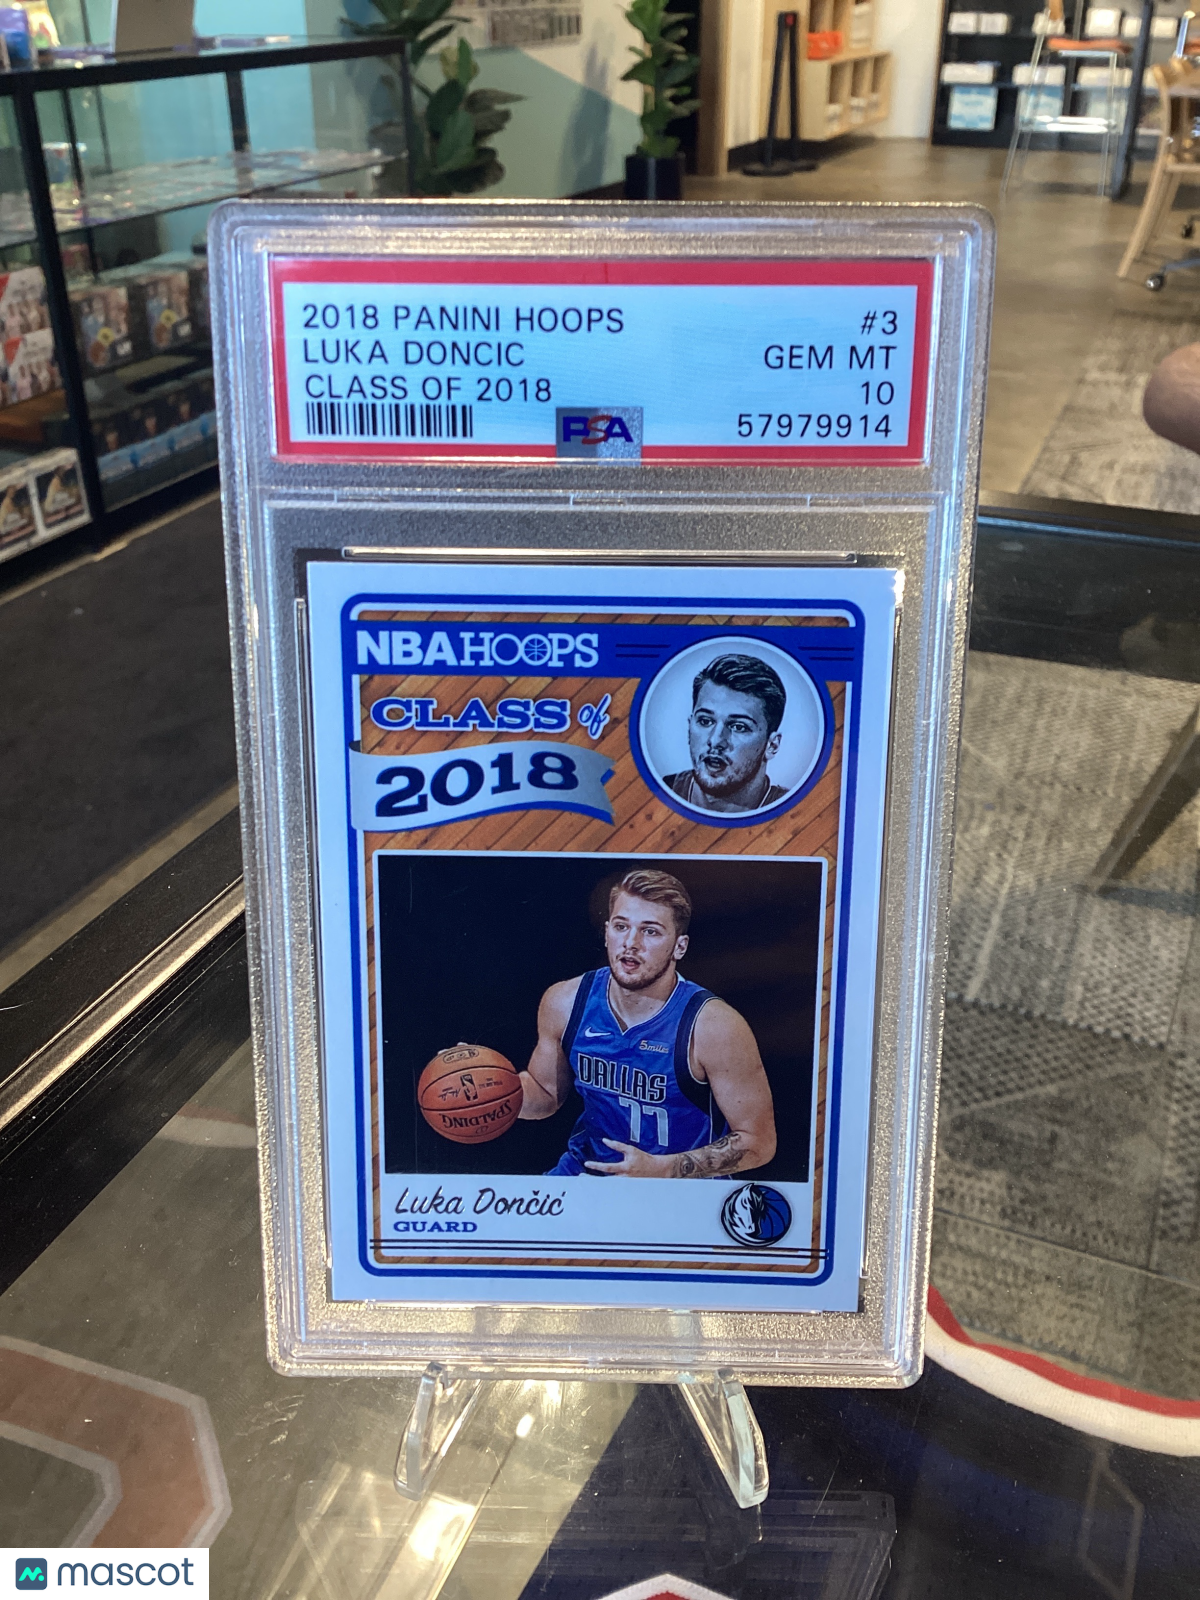 2018 PANINI HOOPS #3
LUKA DONCIC GEM MT
CLASS OF 2018 10
PSA 57979914
NBA HOOPS
CLASS of
2018
5miles
DALLAS
77
SPALDING
Luka Dončić
GUARD
mascot